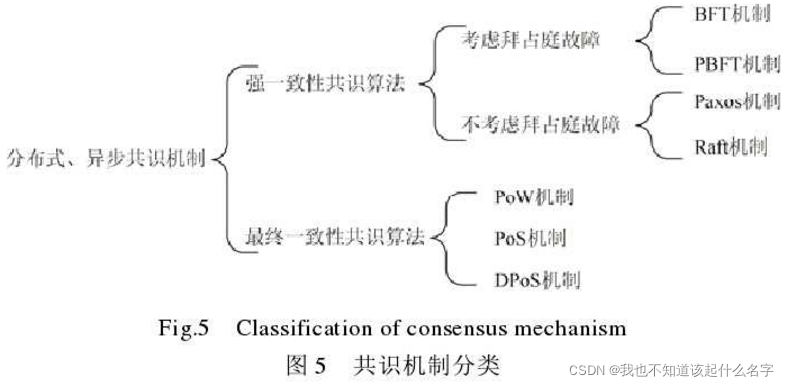 分布式、异步共识机制
强一致性共识算法
考虑拜占庭故障
BFT机制
PBFT机制
不考虑拜占庭故障
Paxos机制
Raft机制
最终一致性共识算法
PoW机制
PoS机制
DPoS机制
Fig.5 Classification of consensus mechanism
图 5 共识机制分类
CSDN @我也不知道该起什么名字